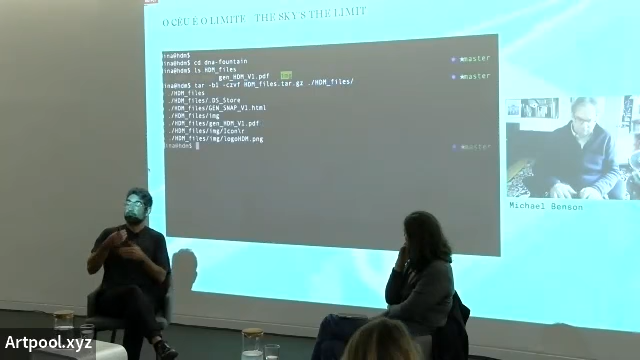 O CÉU É O LIMITE THE SKY'S THE LIMIT
ina@hdm$
ina@hdm$ cd dna-fountain
ina@hdm$ ls HDM_files
*master
gen_HDM_V1.pdf
*master
ina@hdm$ tar -b1 -czvf HDM_files.tar.gz ./HDM_files/
./HDM_files
./HDM_files/.DS_Store
./HDM_files/GEN_SNAP_V1.html
./HDM_files/img
./HDM_files/gen_HDM_V1.pdf
./HDM_files/img/Icon\r
./HDM_files/img/logoHDM.png
ina@hdm$
*master
Michael Benson
Artpool.xyz